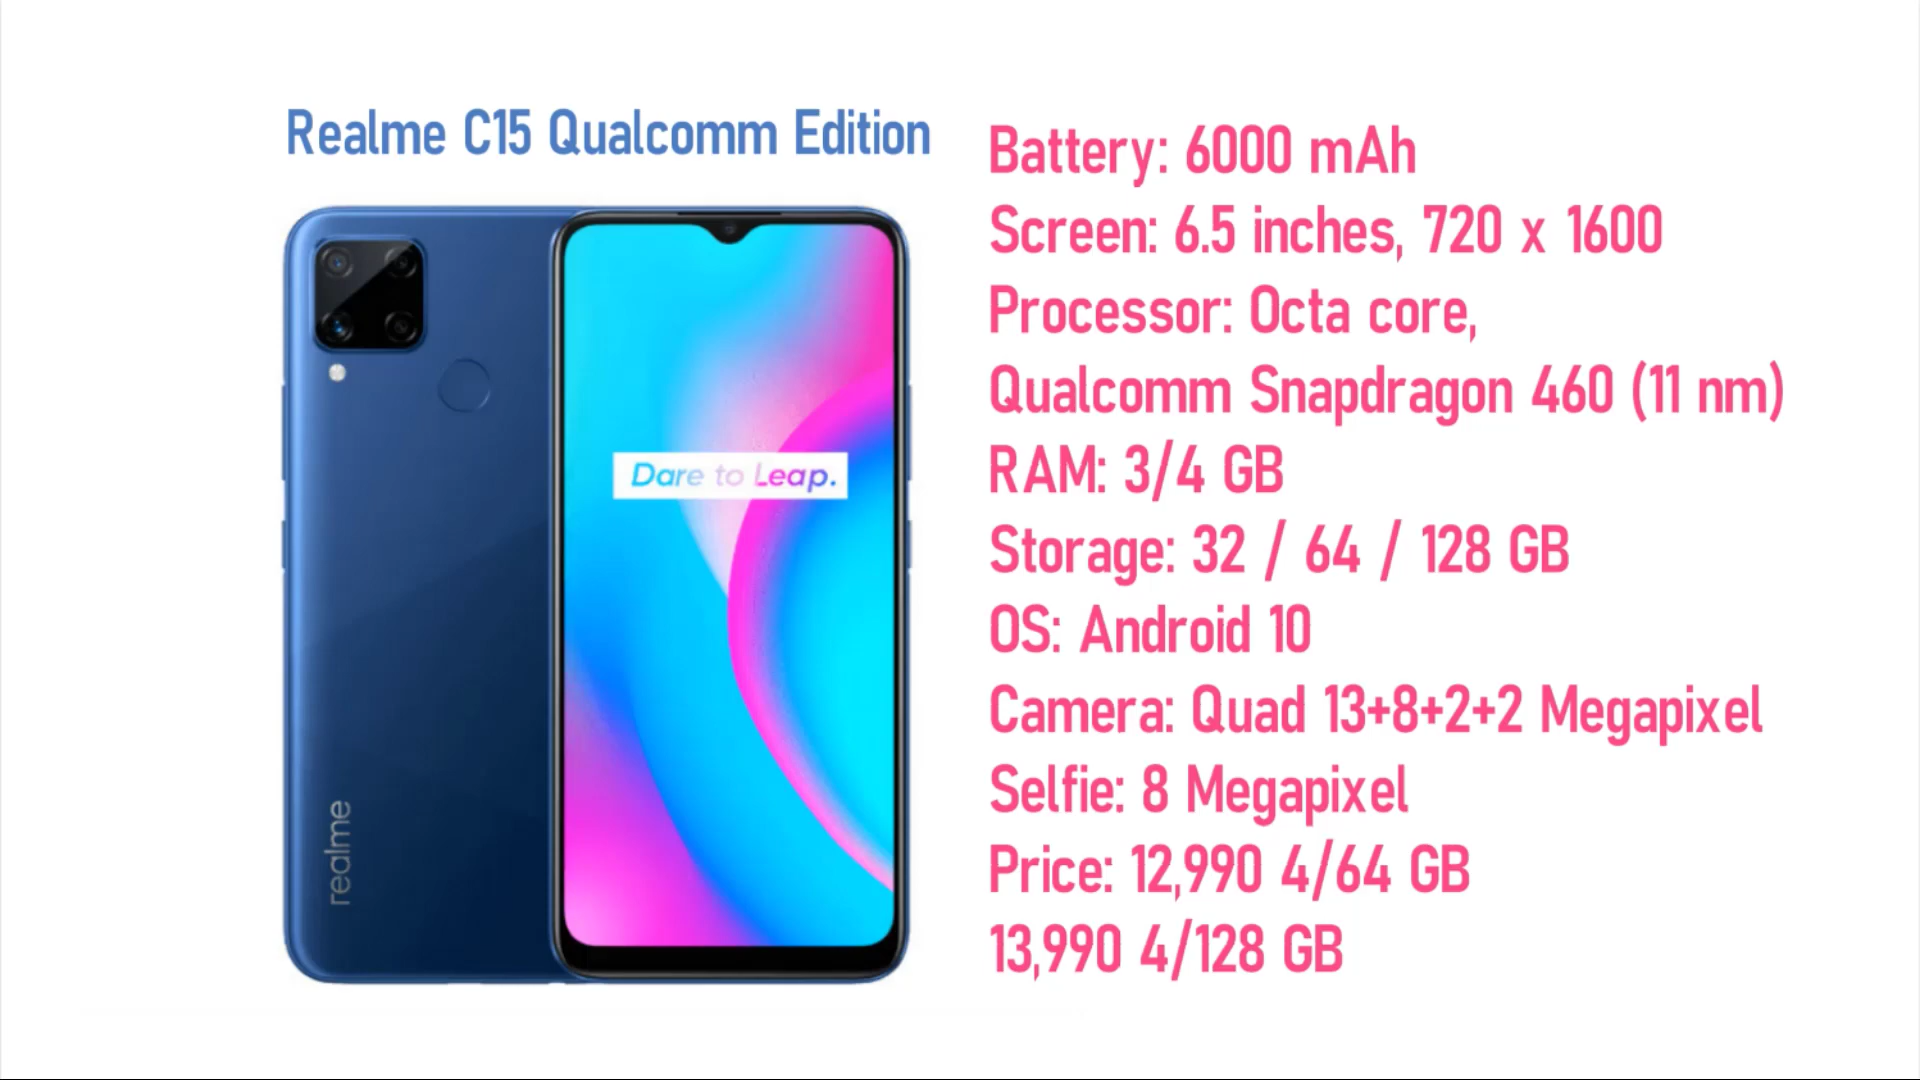 Realme C15 Qualcomm Edition
Dare to Leap.
realme
Battery: 6000 mAh
Screen: 6.5 inches, 720 x 1600
Processor: Octa core,
Qualcomm Snapdragon 460 (11 nm)
RAM: 3/4 GB
Storage: 32 / 64 / 128 GB
OS: Android 10
Camera: Quad 13+8+2+2 Megapixel
Selfie: 8 Megapixel
Price: 12,990 4/64 GB
13,990 4/128 GB